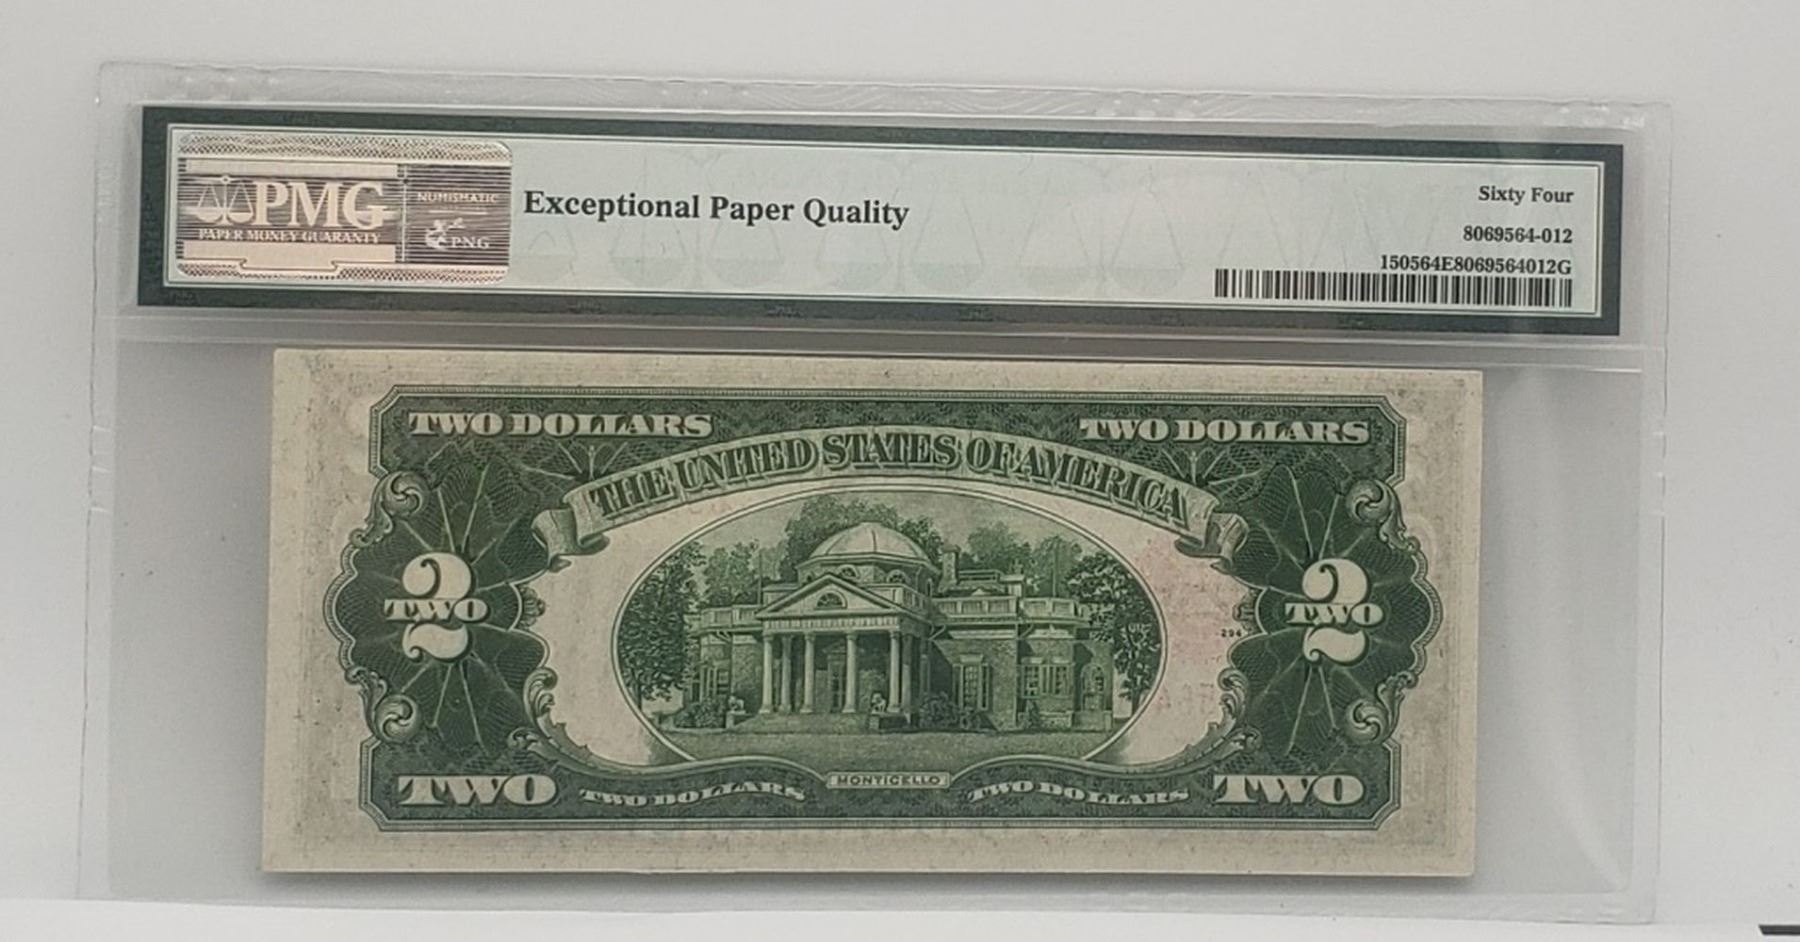 PMG
PAPER MONEY GUARANTY
NUMISMATIC
PNG
Exceptional Paper Quality
Sixty Four
8069564-012
150564E8069564012G
TWO DOLLARS
TWO DOLLARS
THE UNITED STATES OF AMERICA
2
TWO
294
2
TWO
MONTICELLO
TWO
TWO DOLLARS
TWO DOLLARS
TWO